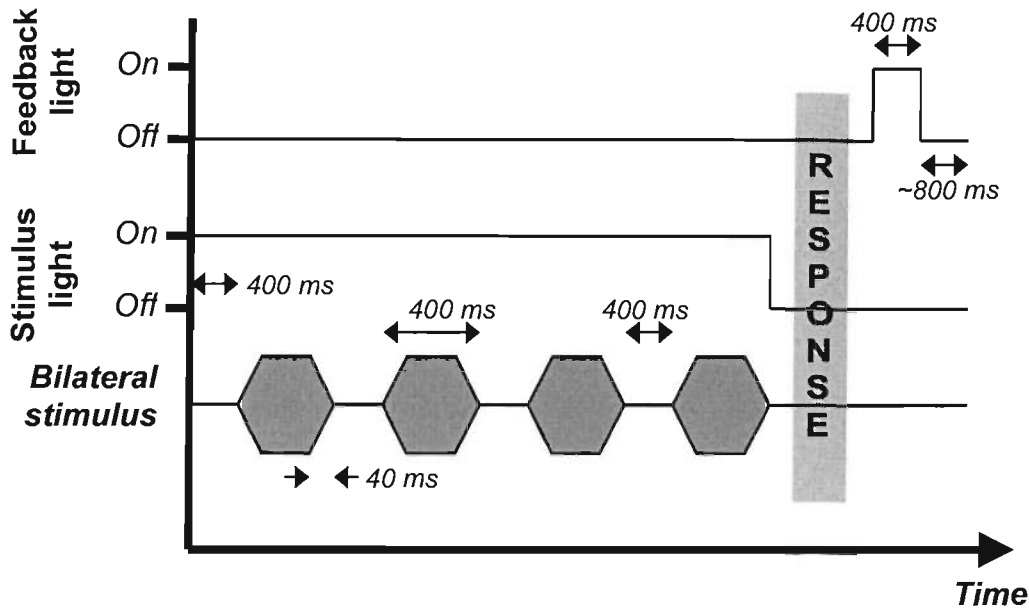 400 ms
Feedback
light
On
Off
~800 ms
RESPONSE
Stimulus
light
On
Off
400 ms
400 ms
400 ms
Bilateral
stimulus
40 ms
Time